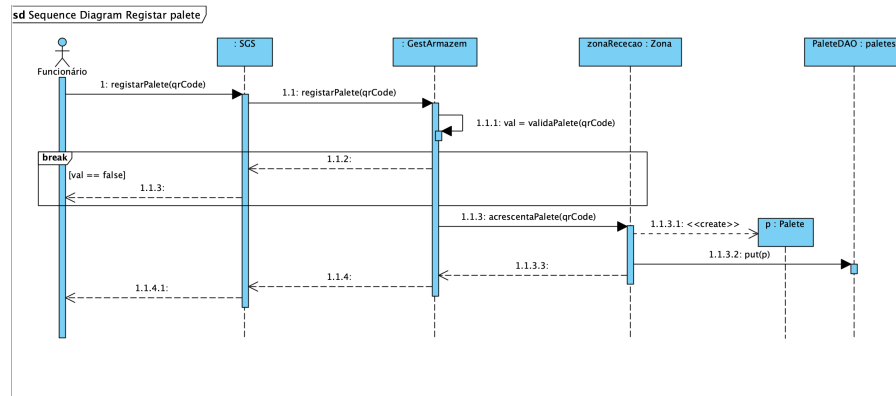 sd Sequence Diagram Registar palete
: SGS
: GestArmazem
zonaRececao : Zona
PaleteDAO : paletes
Funcionário
1: registarPalete(qrCode)
1.1: registarPalete(qrCode)
1.1.1: val = validaPalete(qrCode)
break
[val == false]
1.1.2:
1.1.3:
1.1.3: acrescentaPalete(qrCode)
1.1.3.1: <<create>>
p : Palete
1.1.3.2: put(p)
1.1.3.3:
1.1.4:
1.1.4.1: